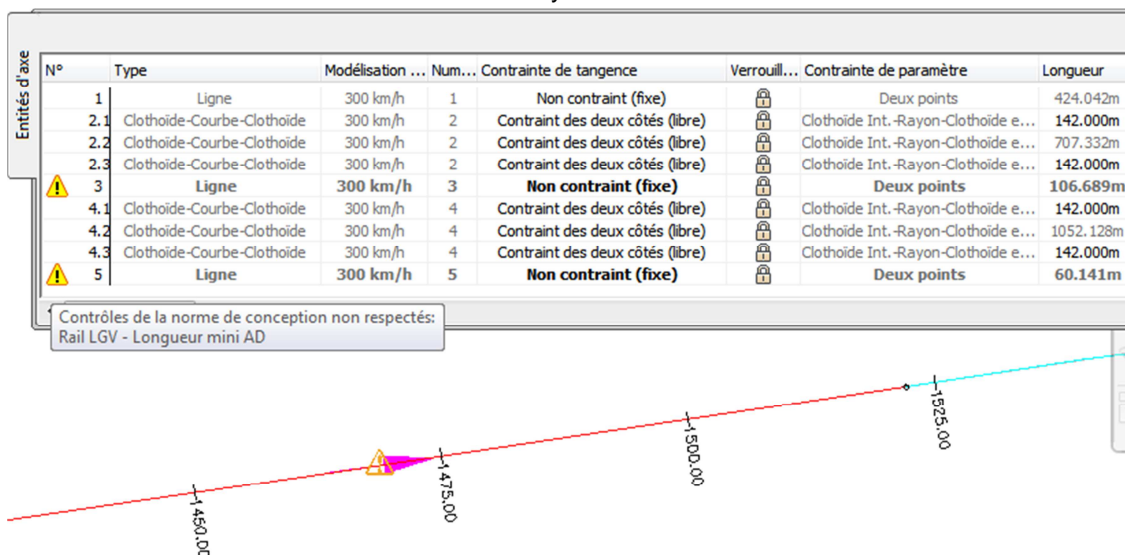 Entités d'axe
N° Type Modélisation ... Num... Contrainte de tangence Verrouill... Contrainte de paramètre Longueur
1 Ligne 300 km/h 1 Non contraint (fixe) Deux points 424.042m
2.1 Clothoïde-Courbe-Clothoïde 300 km/h 2 Contraint des deux côtés (libre) Clothoïde Int.-Rayon-Clothoïde e... 142.000m
2.2 Clothoïde-Courbe-Clothoïde 300 km/h 2 Contraint des deux côtés (libre) Clothoïde Int.-Rayon-Clothoïde e... 707.332m
2.3 Clothoïde-Courbe-Clothoïde 300 km/h 2 Contraint des deux côtés (libre) Clothoïde Int.-Rayon-Clothoïde e... 142.000m
3 Ligne 300 km/h 3 Non contraint (fixe) Deux points 106.689m
4.1 Clothoïde-Courbe-Clothoïde 300 km/h 4 Contraint des deux côtés (libre) Clothoïde Int.-Rayon-Clothoïde e... 142.000m
4.2 Clothoïde-Courbe-Clothoïde 300 km/h 4 Contraint des deux côtés (libre) Clothoïde Int.-Rayon-Clothoïde e... 1052.128m
4.3 Clothoïde-Courbe-Clothoïde 300 km/h 4 Contraint des deux côtés (libre) Clothoïde Int.-Rayon-Clothoïde e... 142.000m
5 Ligne 300 km/h 5 Non contraint (fixe) Deux points 60.141m
Contrôles de la norme de conception non respectés:
Rail LGV - Longueur mini AD
1450.00
1475.00
1500.00
1525.00